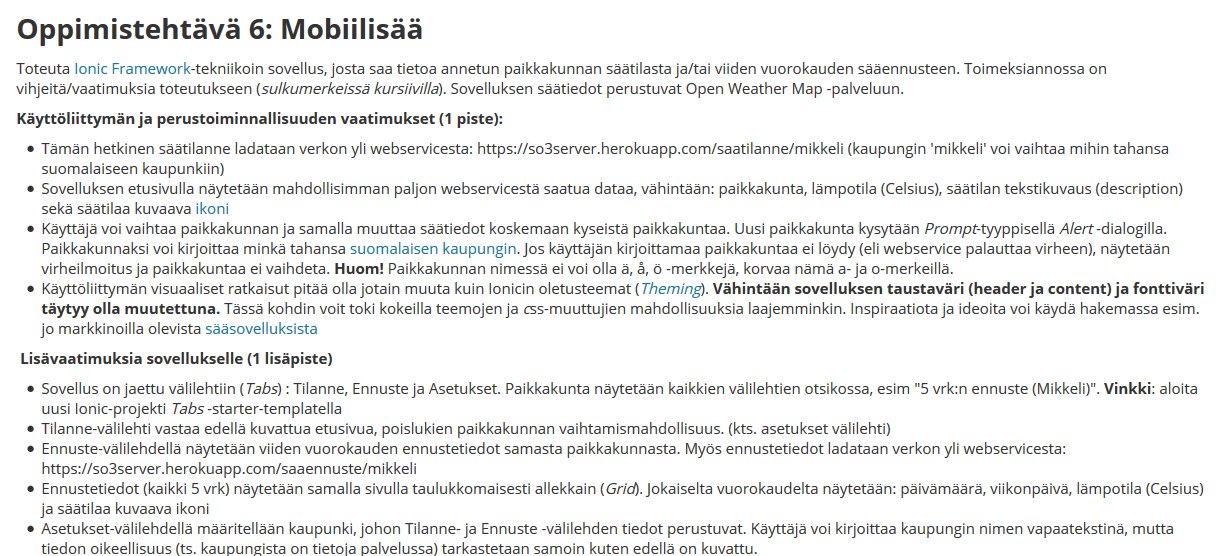 Oppimistehtävä 6: Mobiilisää
Toteuta Ionic Framework-tekniikoin sovellus, josta saa tietoa annetun paikkakunnan säätilasta ja/tai viiden vuorokauden sääennusteen. Toimeksiannossa on
vihjeitä/vaatimuksia toteutukseen (sulkumerkeissä kursiivilla). Sovelluksen säätiedot perustuvat Open Weather Map -palveluun.
Käyttöliittymän ja perustoiminnallisuuden vaatimukset (1 piste):
• Tämän hetkinen säätilanne ladataan verkon yli webservicesta: https://so3server.herokuapp.com/saatilanne/mikkeli (kaupungin 'mikkeli' voi vaihtaa mihin tahansa
suomalaiseen kaupunkiin)
• Sovelluksen etusivulla näytetään mahdollisimman paljon webservicestä saatua dataa, vähintään: paikkakunta, lämpotila (Celsius), säätilan tekstikuvaus (description)
sekä säätilaa kuvaava ikoni
• Käyttäjä voi vaihtaa paikkakunnan ja samalla muuttaa säätiedot koskemaan kyseistä paikkakuntaa. Uusi paikkakunta kysytään Prompt-tyyppisellä Alert -dialogilla.
Paikkakunnaksi voi kirjoittaa minkä tahansa suomalaisen kaupungin. Jos käyttäjän kirjoittamaa paikkakuntaa ei löydy (eli webservice palauttaa virheen), näytetään
virheilmoitus ja paikkakuntaa ei vaihdeta. Huom! Paikkakunnan nimessä ei voi olla ä, å, ö -merkkejä, korvaa nämä a- ja o-merkeillä.
• Käyttöliittymän visuaaliset ratkaisut pitää olla jotain muuta kuin Ionicin oletusteemat (Theming). Vähintään sovelluksen taustaväri (header ja content) ja fonttiväri
täytyy olla muutettuna. Tässä kohdin voit toki kokeilla teemojen ja css-muuttujien mahdollisuuksia laajemminkin. Inspiraatiota ja ideoita voi käydä hakemassa esim.
jo markkinoilla olevista sääsovelluksista
Lisävaatimuksia sovellukselle (1 lisäpiste)
• Sovellus on jaettu välilehtiin (Tabs) : Tilanne, Ennuste ja Asetukset. Paikkakunta näytetään kaikkien välilehtien otsikossa, esim "5 vrk:n ennuste (Mikkeli)". Vinkki: aloita
uusi Ionic-projekti Tabs -starter-templatella
• Tilanne-välilehti vastaa edellä kuvattua etusivua, poislukien paikkakunnan vaihtamismahdollisuus. (kts. asetukset välilehti)
• Ennuste-välilehdellä näytetään viiden vuorokauden ennustetiedot samasta paikkakunnasta. Myös ennustetiedot ladataan verkon yli webservicesta:
https://so3server.herokuapp.com/saaennuste/mikkeli
• Ennustetiedot (kaikki 5 vrk) näytetään samalla sivulla taulukkomaisesti allekkain (Grid). Jokaiselta vuorokaudelta näytetään: päivämäärä, viikonpäivä, lämpotila (Celsius)
ja säätilaa kuvaava ikoni
• Asetukset-välilehdellä määritellään kaupunki, johon Tilanne- ja Ennuste -välilehden tiedot perustuvat. Käyttäjä voi kirjoittaa kaupungin nimen vapaatekstinä, mutta
tiedon oikeellisuus (ts. kaupungista on tietoja palvelussa) tarkastetaan samoin kuten edellä on kuvattu.